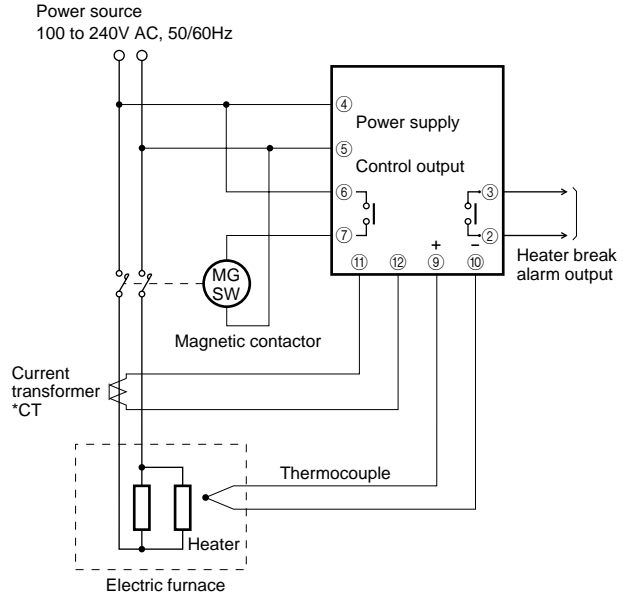 Power source
100 to 240V AC, 50/60Hz
④
Power supply
⑤
Control output
⑥
③
⑦
②
+
−
Heater break
alarm output
⑪
⑫
⑨
⑩
MG
SW
Magnetic contactor
Current
transformer
*CT
Thermocouple
Heater
Electric furnace